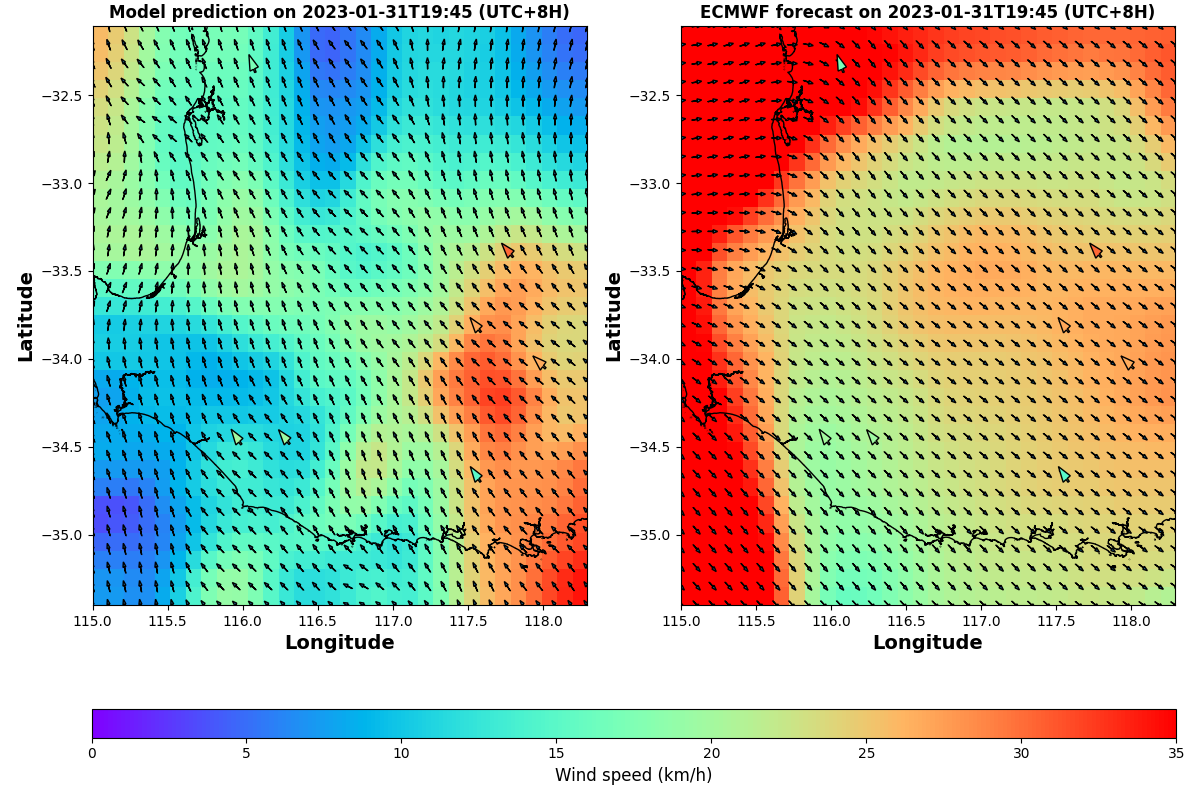 Model prediction on 2023-01-31T19:45 (UTC+8H)
ECMWF forecast on 2023-01-31T19:45 (UTC+8H)
Latitude
−32.5
−33.0
−33.5
−34.0
−34.5
−35.0
115.0 115.5 116.0 116.5 117.0 117.5 118.0
Longitude
Latitude
−32.5
−33.0
−33.5
−34.0
−34.5
−35.0
115.0 115.5 116.0 116.5 117.0 117.5 118.0
Longitude
0 5 10 15 20 25 30 35
Wind speed (km/h)